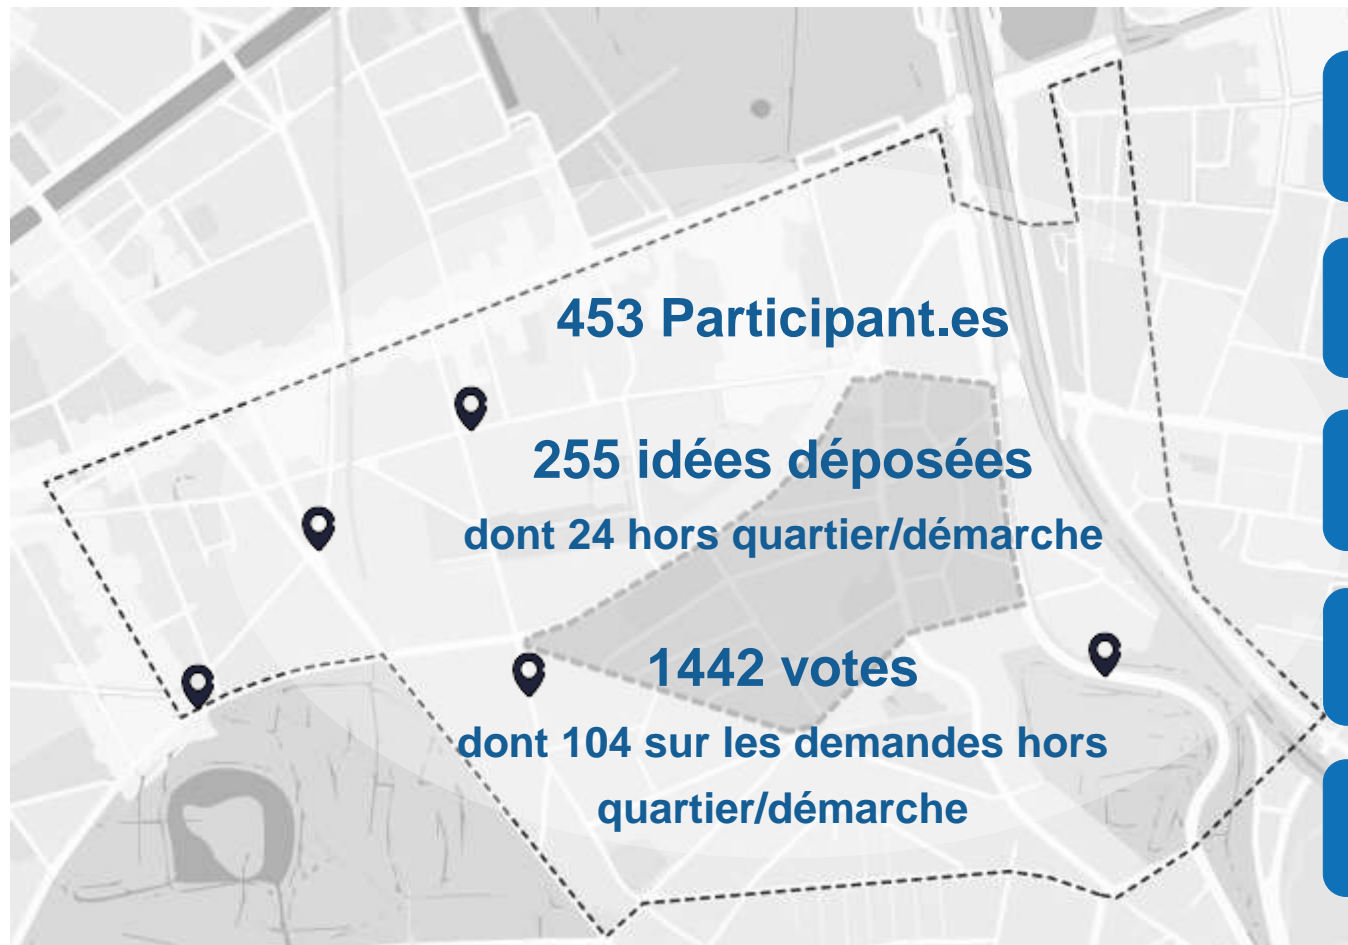 453 Participant.es
255 idées déposées
dont 24 hors quartier/démarche
1442 votes
dont 104 sur les demandes hors
quartier/démarche